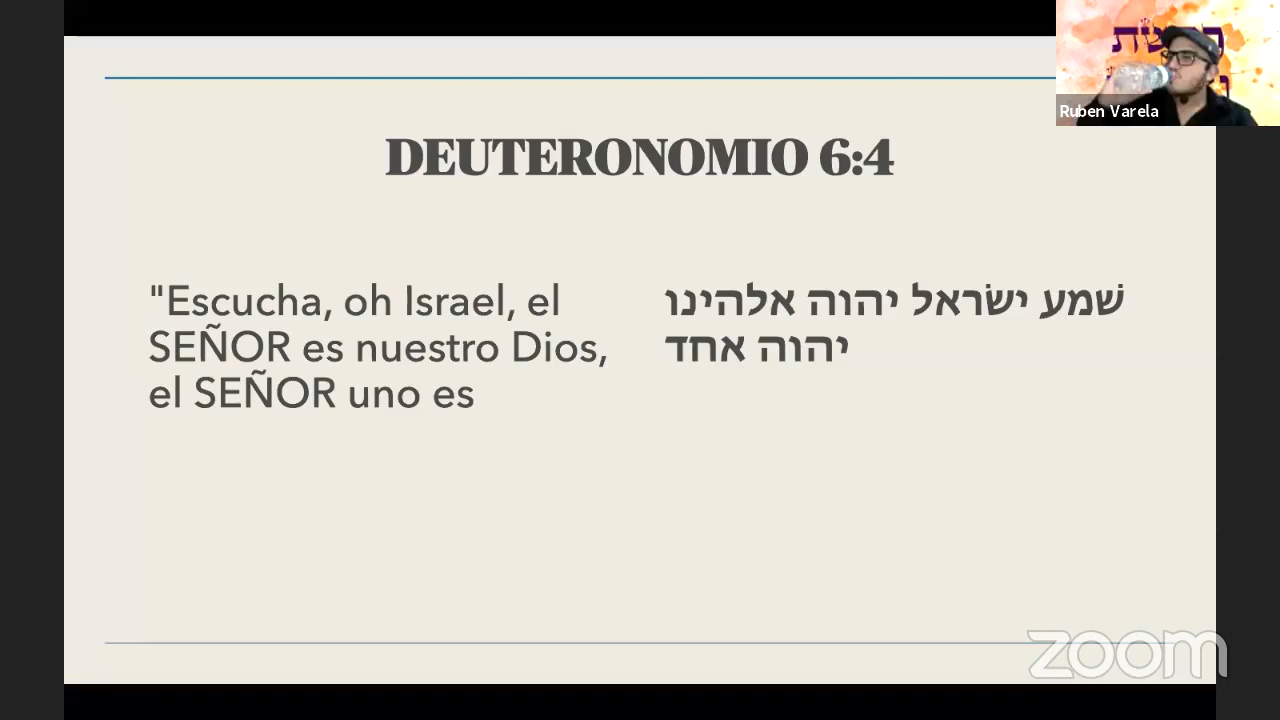 DEUTERONOMIO 6:4
"Escucha, oh Israel, el
SEÑOR es nuestro Dios,
el SEÑOR uno es
שׁמע ישׂראל יהוה אלהינו
יהוה אחד
Ruben Varela
zoom